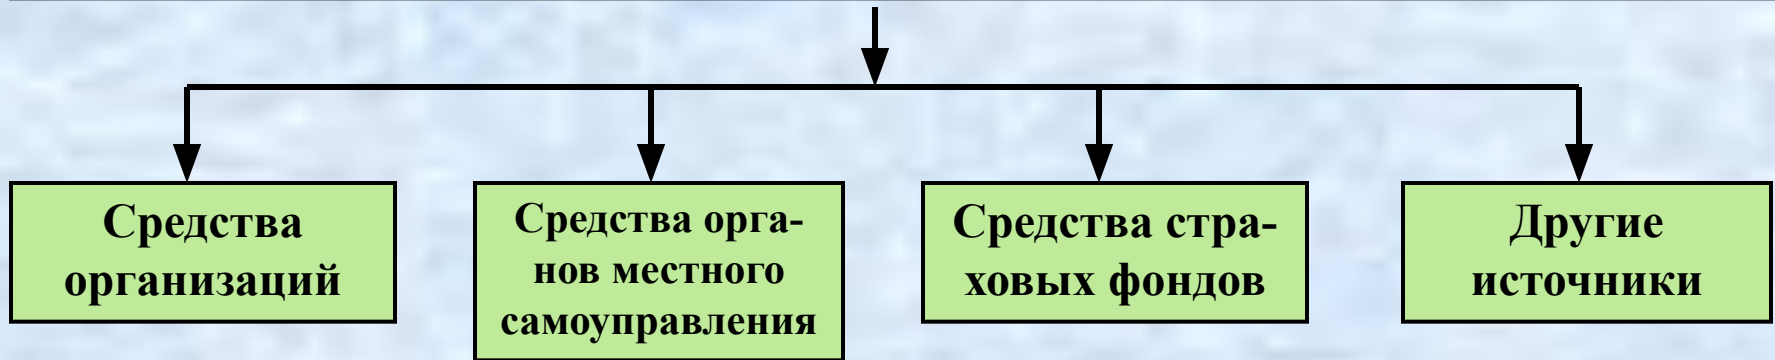 Средства
организаций
Средства орга-
нов местного
самоуправления
Средства стра-
ховых фондов
Другие
источники